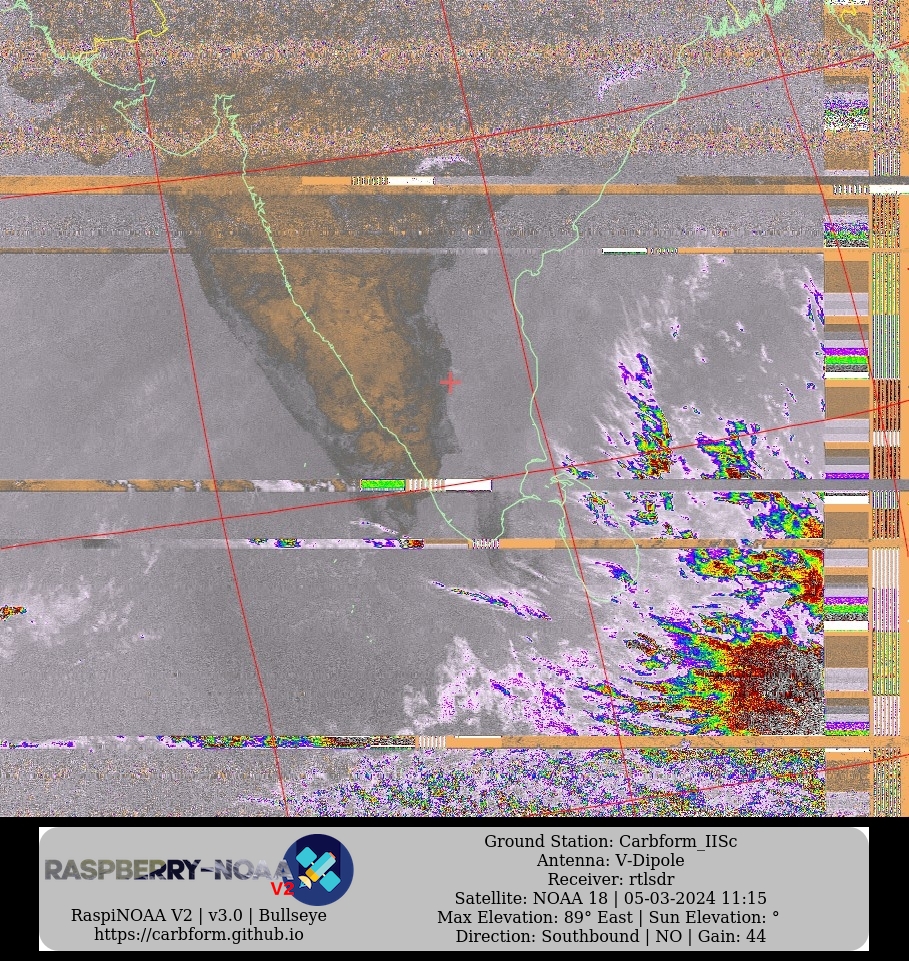 RASPBERRY-NOAA
V2
RaspiNOAA V2 | v3.0 | Bullseye
https://carbform.github.io
Ground Station: Carbform_IISc
Antenna: V-Dipole
Receiver: rtlsdr
Satellite: NOAA 18 | 05-03-2024 11:15
Max Elevation: 89° East | Sun Elevation: °
Direction: Southbound | NO | Gain: 44